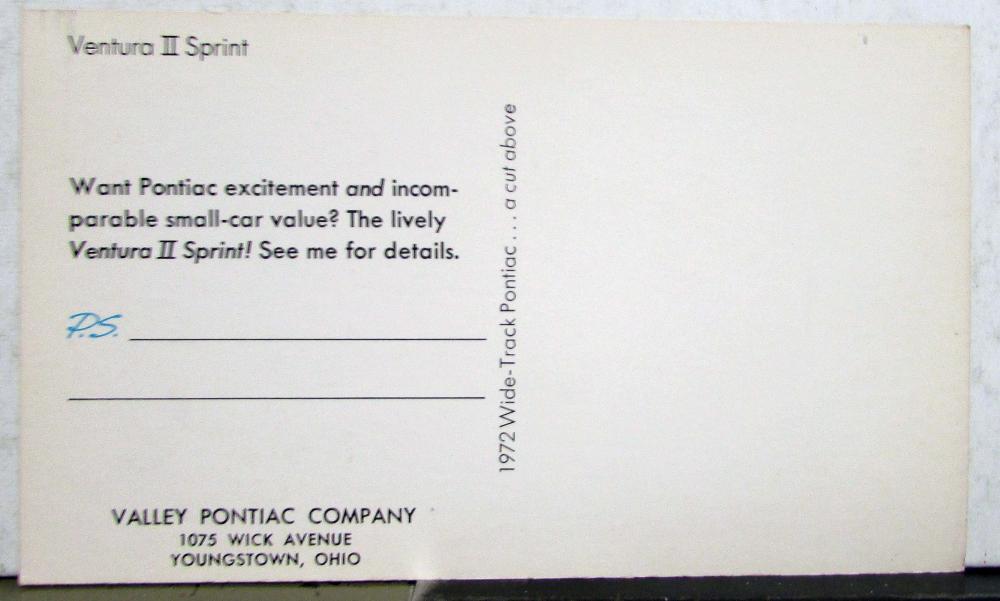 Ventura II Sprint
Want Pontiac excitement and incom-
parable small-car value? The lively
Ventura II Sprint! See me for details.
P.S.
VALLEY PONTIAC COMPANY
1075 WICK AVENUE
YOUNGSTOWN, OHIO
1972 Wide-Track Pontiac... a cut above